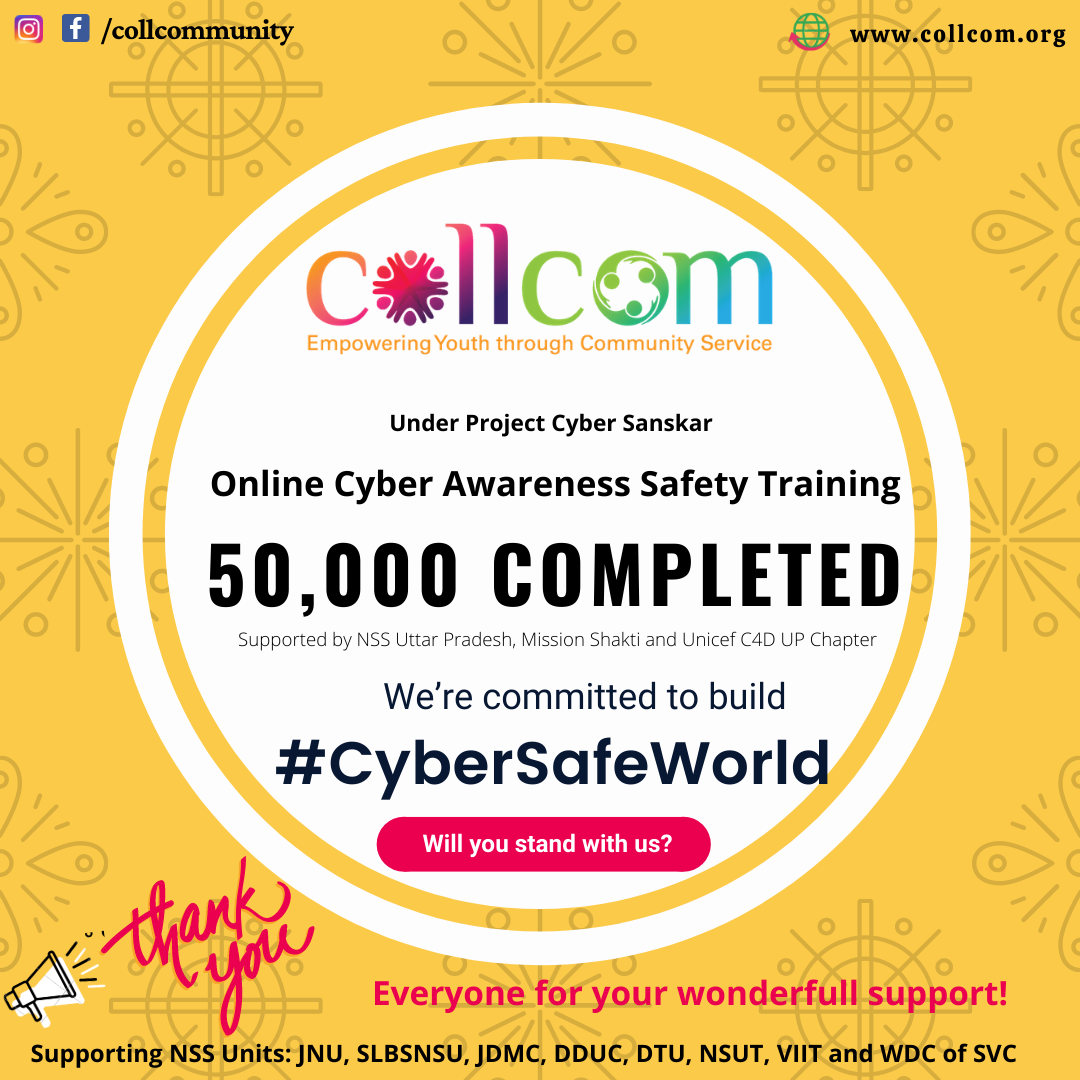 /collcommunity
www.collcom.org
collcom
Empowering Youth through Community Service
Under Project Cyber Sanskar
Online Cyber Awareness Safety Training
50,000 COMPLETED
Supported by NSS Uttar Pradesh, Mission Shakti and Unicef C4D UP Chapter
We’re committed to build
#CyberSafeWorld
Will you stand with us?
thank
you
Everyone for your wonderfull support!
Supporting NSS Units: JNU, SLBSNSU, JDMC, DDUC, DTU, NSUT, VIIT and WDC of SVC